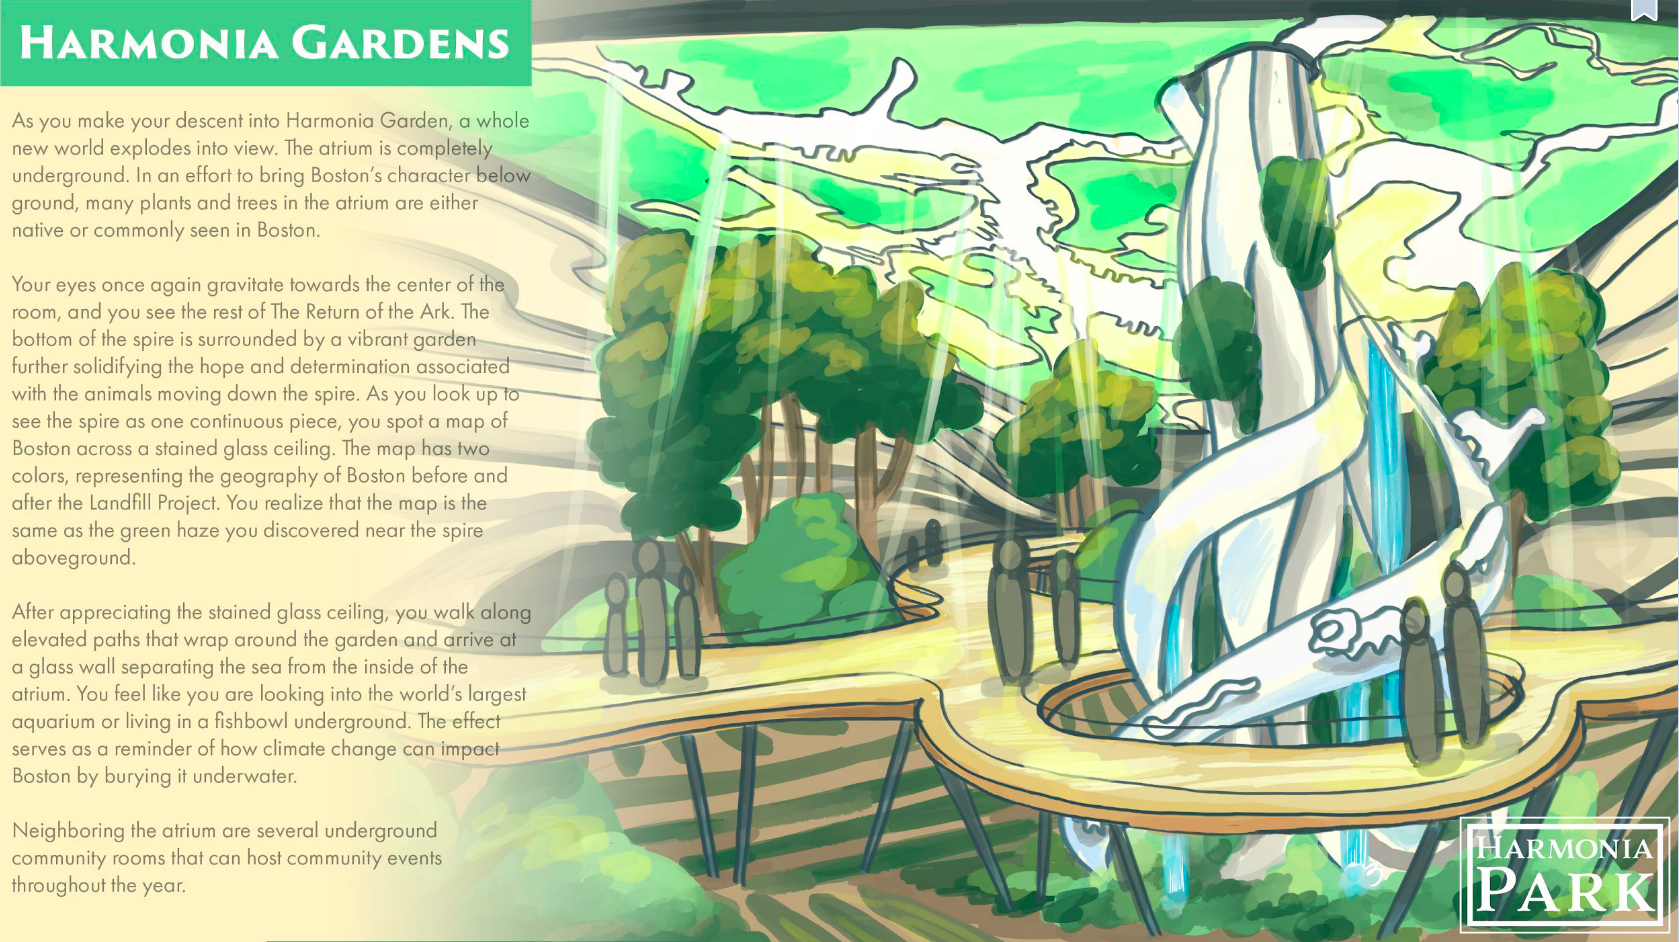 HARMONIA GARDENS
As you make your descent into Harmonia Garden, a whole
new world explodes into view. The atrium is completely
underground. In an effort to bring Boston's character below
ground, many plants and trees in the atrium are either
native or commonly seen in Boston.
Your eyes once again gravitate towards the center of the
room, and you see the rest of The Return of the Ark. The
bottom of the spire is surrounded by a vibrant garden
further solidifying the hope and determination associated
with the animals moving down the spire. As you look up to
see the spire as one continuous piece, you spot a map of
Boston across a stained glass ceiling. The map has two
colors, representing the geography of Boston before and
after the Landfill Project. You realize that the map is the
same as the green haze you discovered near the spire
aboveground.
After appreciating the stained glass ceiling, you walk along
elevated paths that wrap around the garden and arrive at
a glass wall separating the sea from the inside of the
atrium. You feel like you are looking into the world's largest
aquarium or living in a fishbowl underground. The effect
serves as a reminder of how climate change can impact
Boston by burying it underwater.
Neighboring the atrium are several underground
community rooms that can host community events
throughout the year.
HARMONIA
PARK